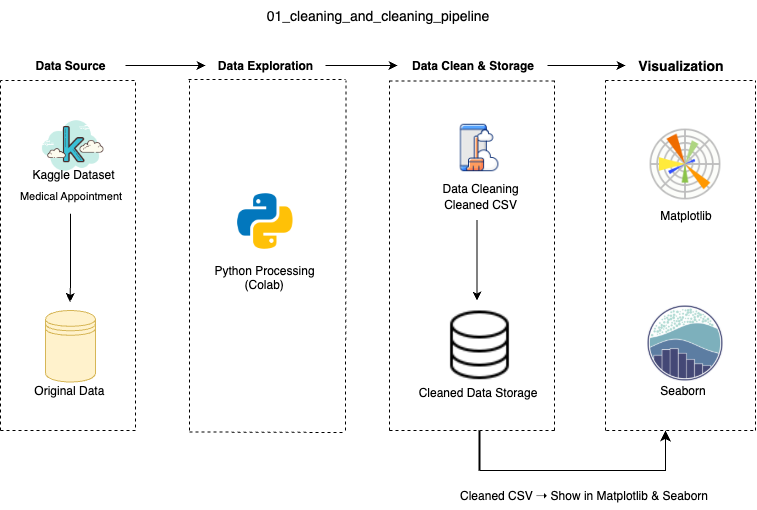 01_cleaning_and_cleaning_pipeline
Data Source
Data Exploration
Data Clean & Storage
Visualization
k
Kaggle Dataset
Medical Appointment
Original Data
Python Processing
(Colab)
Data Cleaning
Cleaned CSV
Cleaned Data Storage
Matplotlib
Seaborn
Cleaned CSV → Show in Matplotlib & Seaborn